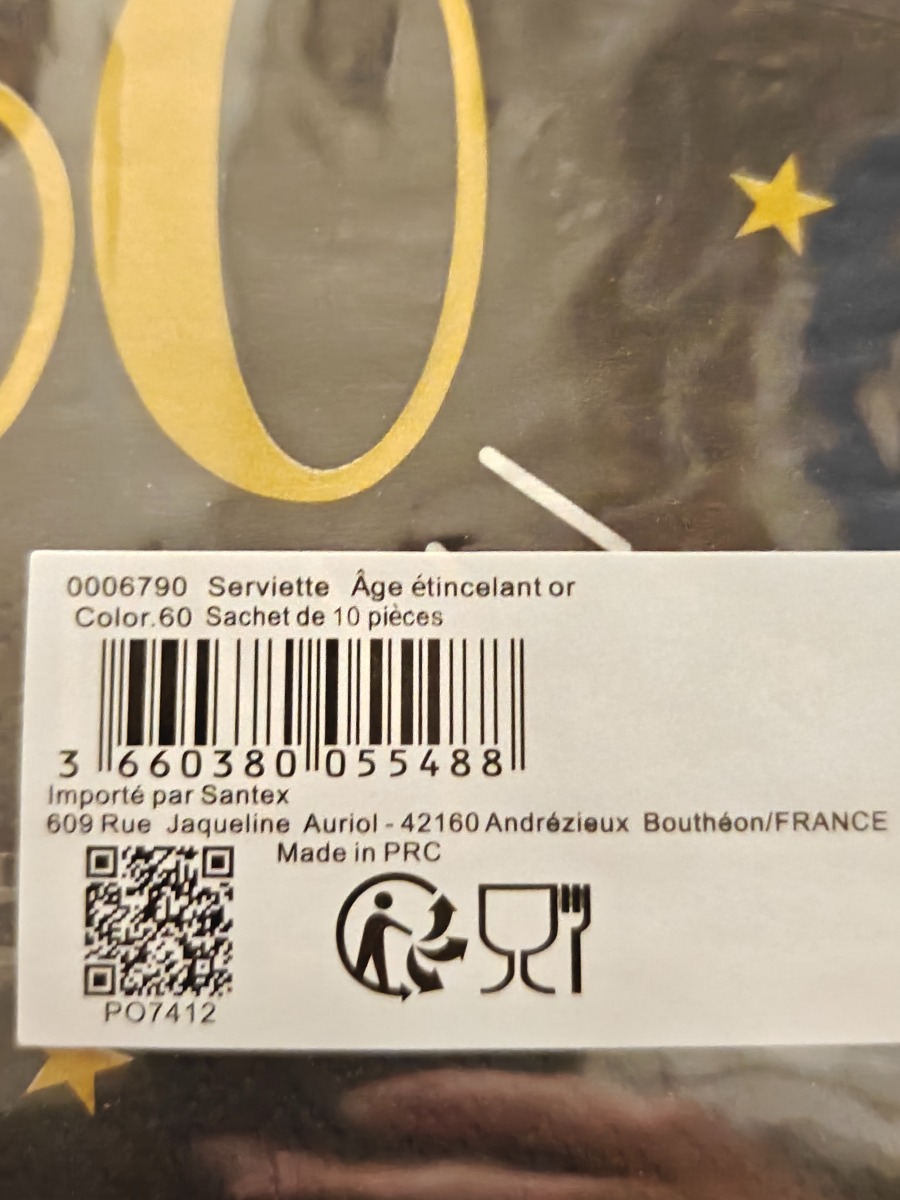 60
0006790 Serviette Âge étincelant or
Color.60 Sachet de 10 pièces
3 660380 055488
Importé par Santex
609 Rue Jaqueline Auriol - 42160 Andrézieux Bouthéon/FRANCE
Made in PRC
PO7412